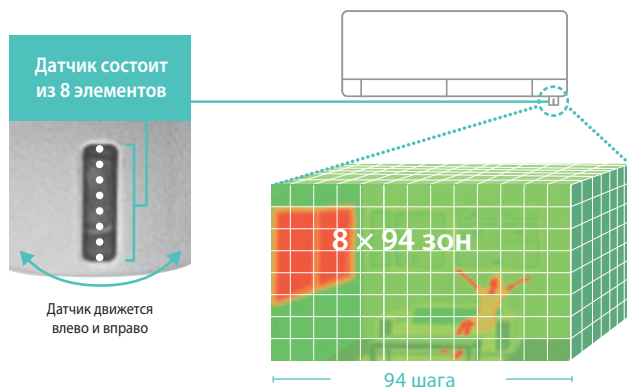 Датчик состоит
из 8 элементов
8 × 94 зон
Датчик движется
влево и вправо
94 шага